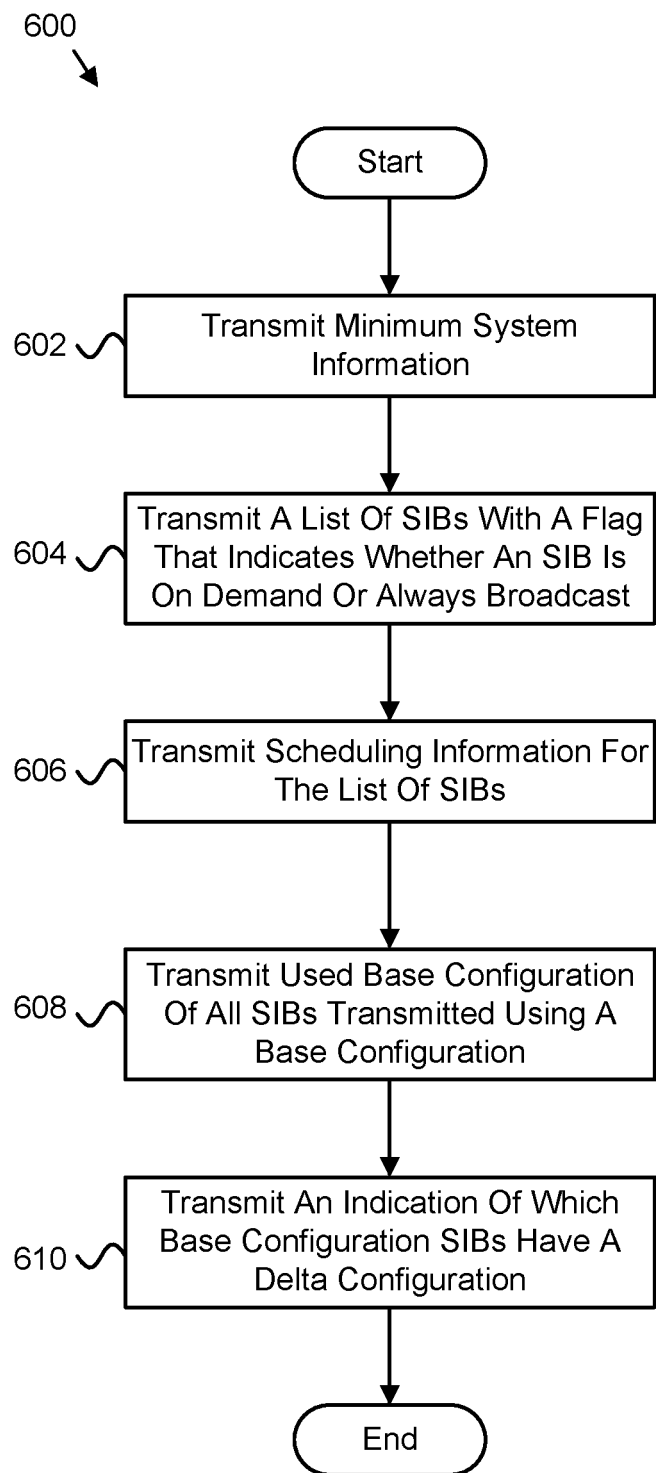 600
Start
602
Transmit Minimum System
Information
604
Transmit A List Of SIBs With A Flag
That Indicates Whether An SIB Is
On Demand Or Always Broadcast
606
Transmit Scheduling Information For
The List Of SIBs
608
Transmit Used Base Configuration
Of All SIBs Transmitted Using A
Base Configuration
610
Transmit An Indication Of Which
Base Configuration SIBs Have A
Delta Configuration
End